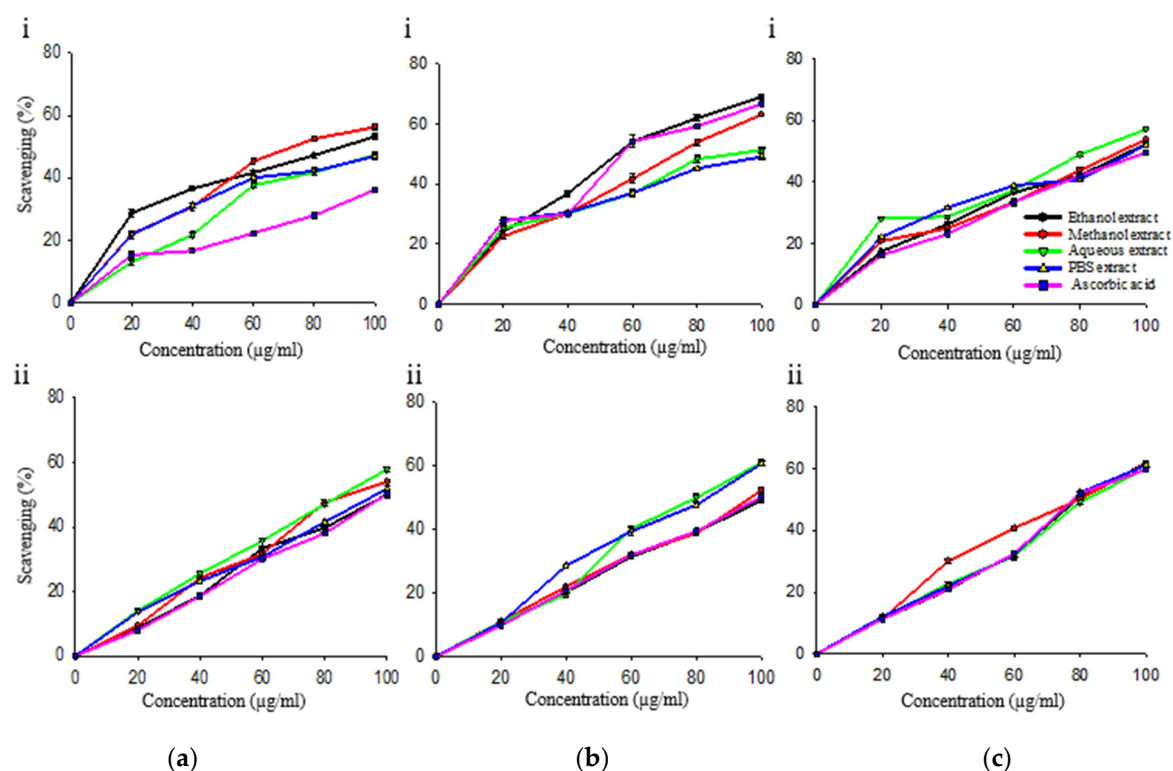 i
80
60
40
20
0
Scavenging (%)
0 20 40 60 80 100
Concentration (µg/ml)
i
80
60
40
20
0
0 20 40 60 80 100
Concentration (µg/ml)
i
80
60
40
20
0
Ethanol extract
Methanol extract
Aqueous extract
PBS extract
Ascorbic acid
0 20 40 60 80 100
Concentration (µg/ml)
ii
80
60
40
20
0
Scavenging (%)
0 20 40 60 80 100
Concentration (µg/ml)
ii
80
60
40
20
0
0 20 40 60 80 100
Concentration (µg/ml)
ii
80
60
40
20
0
0 20 40 60 80 100
Concentration (µg/ml)
(a)
(b)
(c)